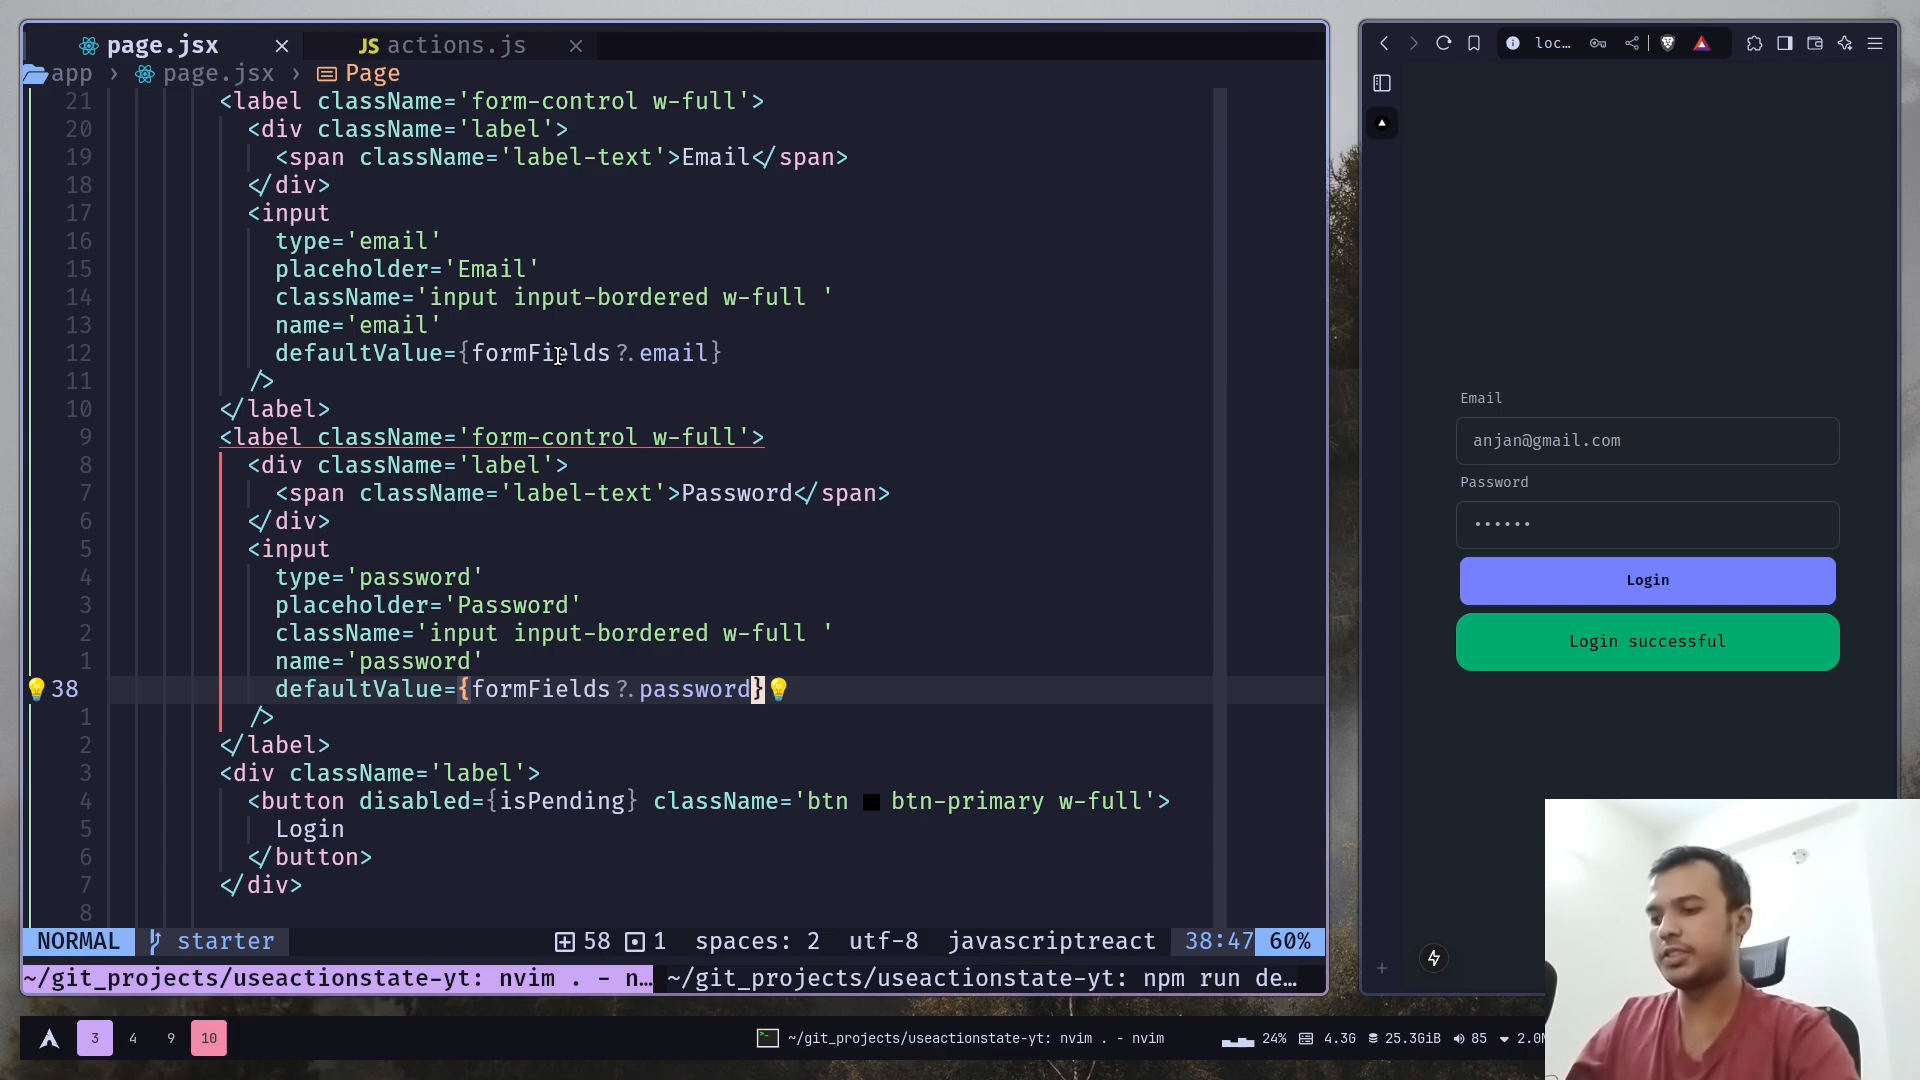 page.jsx
JS actions.js
app › page.jsx › Page
21 <label className='form-control w-full'>
20 <div className='label'>
19 <span className='label-text'>Email</span>
18 </div>
17 <input
16 type='email'
15 placeholder='Email'
14 className='input input-bordered w-full '
13 name='email'
12 defaultValue={formFields?.email}
11 />
10 </label>
9 <label className='form-control w-full'>
8 <div className='label'>
7 <span className='label-text'>Password</span>
6 </div>
5 <input
4 type='password'
3 placeholder='Password'
2 className='input input-bordered w-full '
1 name='password'
38 defaultValue={formFields?.password}
1 />
2 </label>
3 <div className='label'>
4 <button disabled={isPending} className='btn btn-primary w-full'>
5 Login
6 </button>
7 </div>
8
NORMAL starter 58 1 spaces: 2 utf-8 javascriptreact 38:47 60%
~/git_projects/useactionstate-yt: nvim . - n… ~/git_projects/useactionstate-yt: npm run de…
loc…
Email
anjan@gmail.com
Password
••••••
Login
Login successful
3 4 9 10 ~/git_projects/useactionstate-yt: nvim . - nvim 24% 4.3G 25.3GiB 85 2.0M